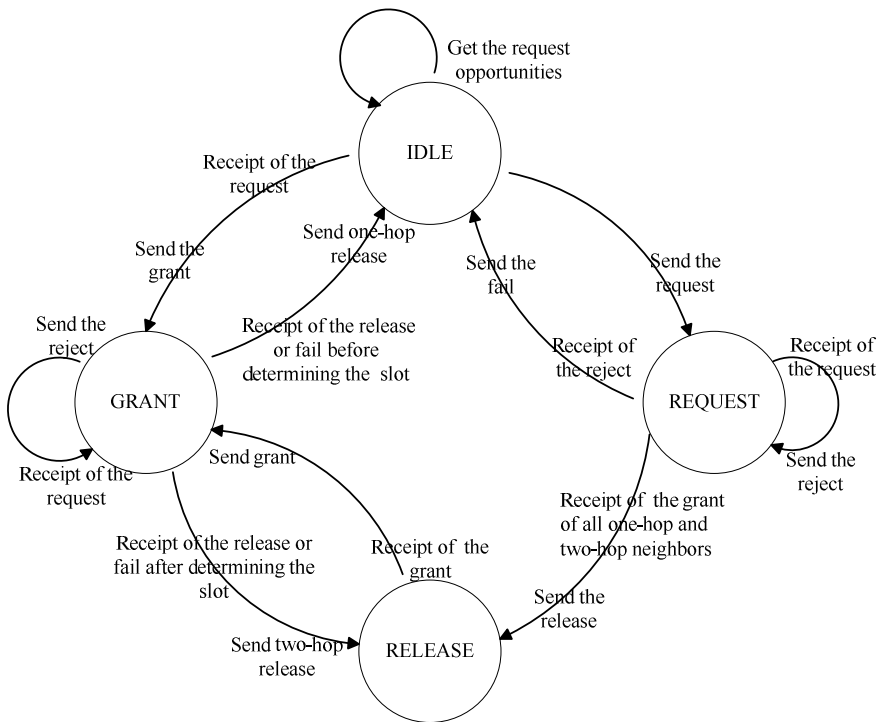 Get the request
opportunities
IDLE
Receipt of the
request
Send one-hop
release
Send the
grant
Send the
fail
Send the
request
Send the
reject
Receipt of the release
or fail before
determining the slot
Receipt of
the reject
Receipt of
the request
GRANT
REQUEST
Receipt of the
request
Send grant
Send the
reject
Receipt of the grant
of all one-hop and
two-hop neighbors
Receipt of the release or
fail after determining the
slot
Receipt of the
grant
Send the
release
Send two-hop
release
RELEASE